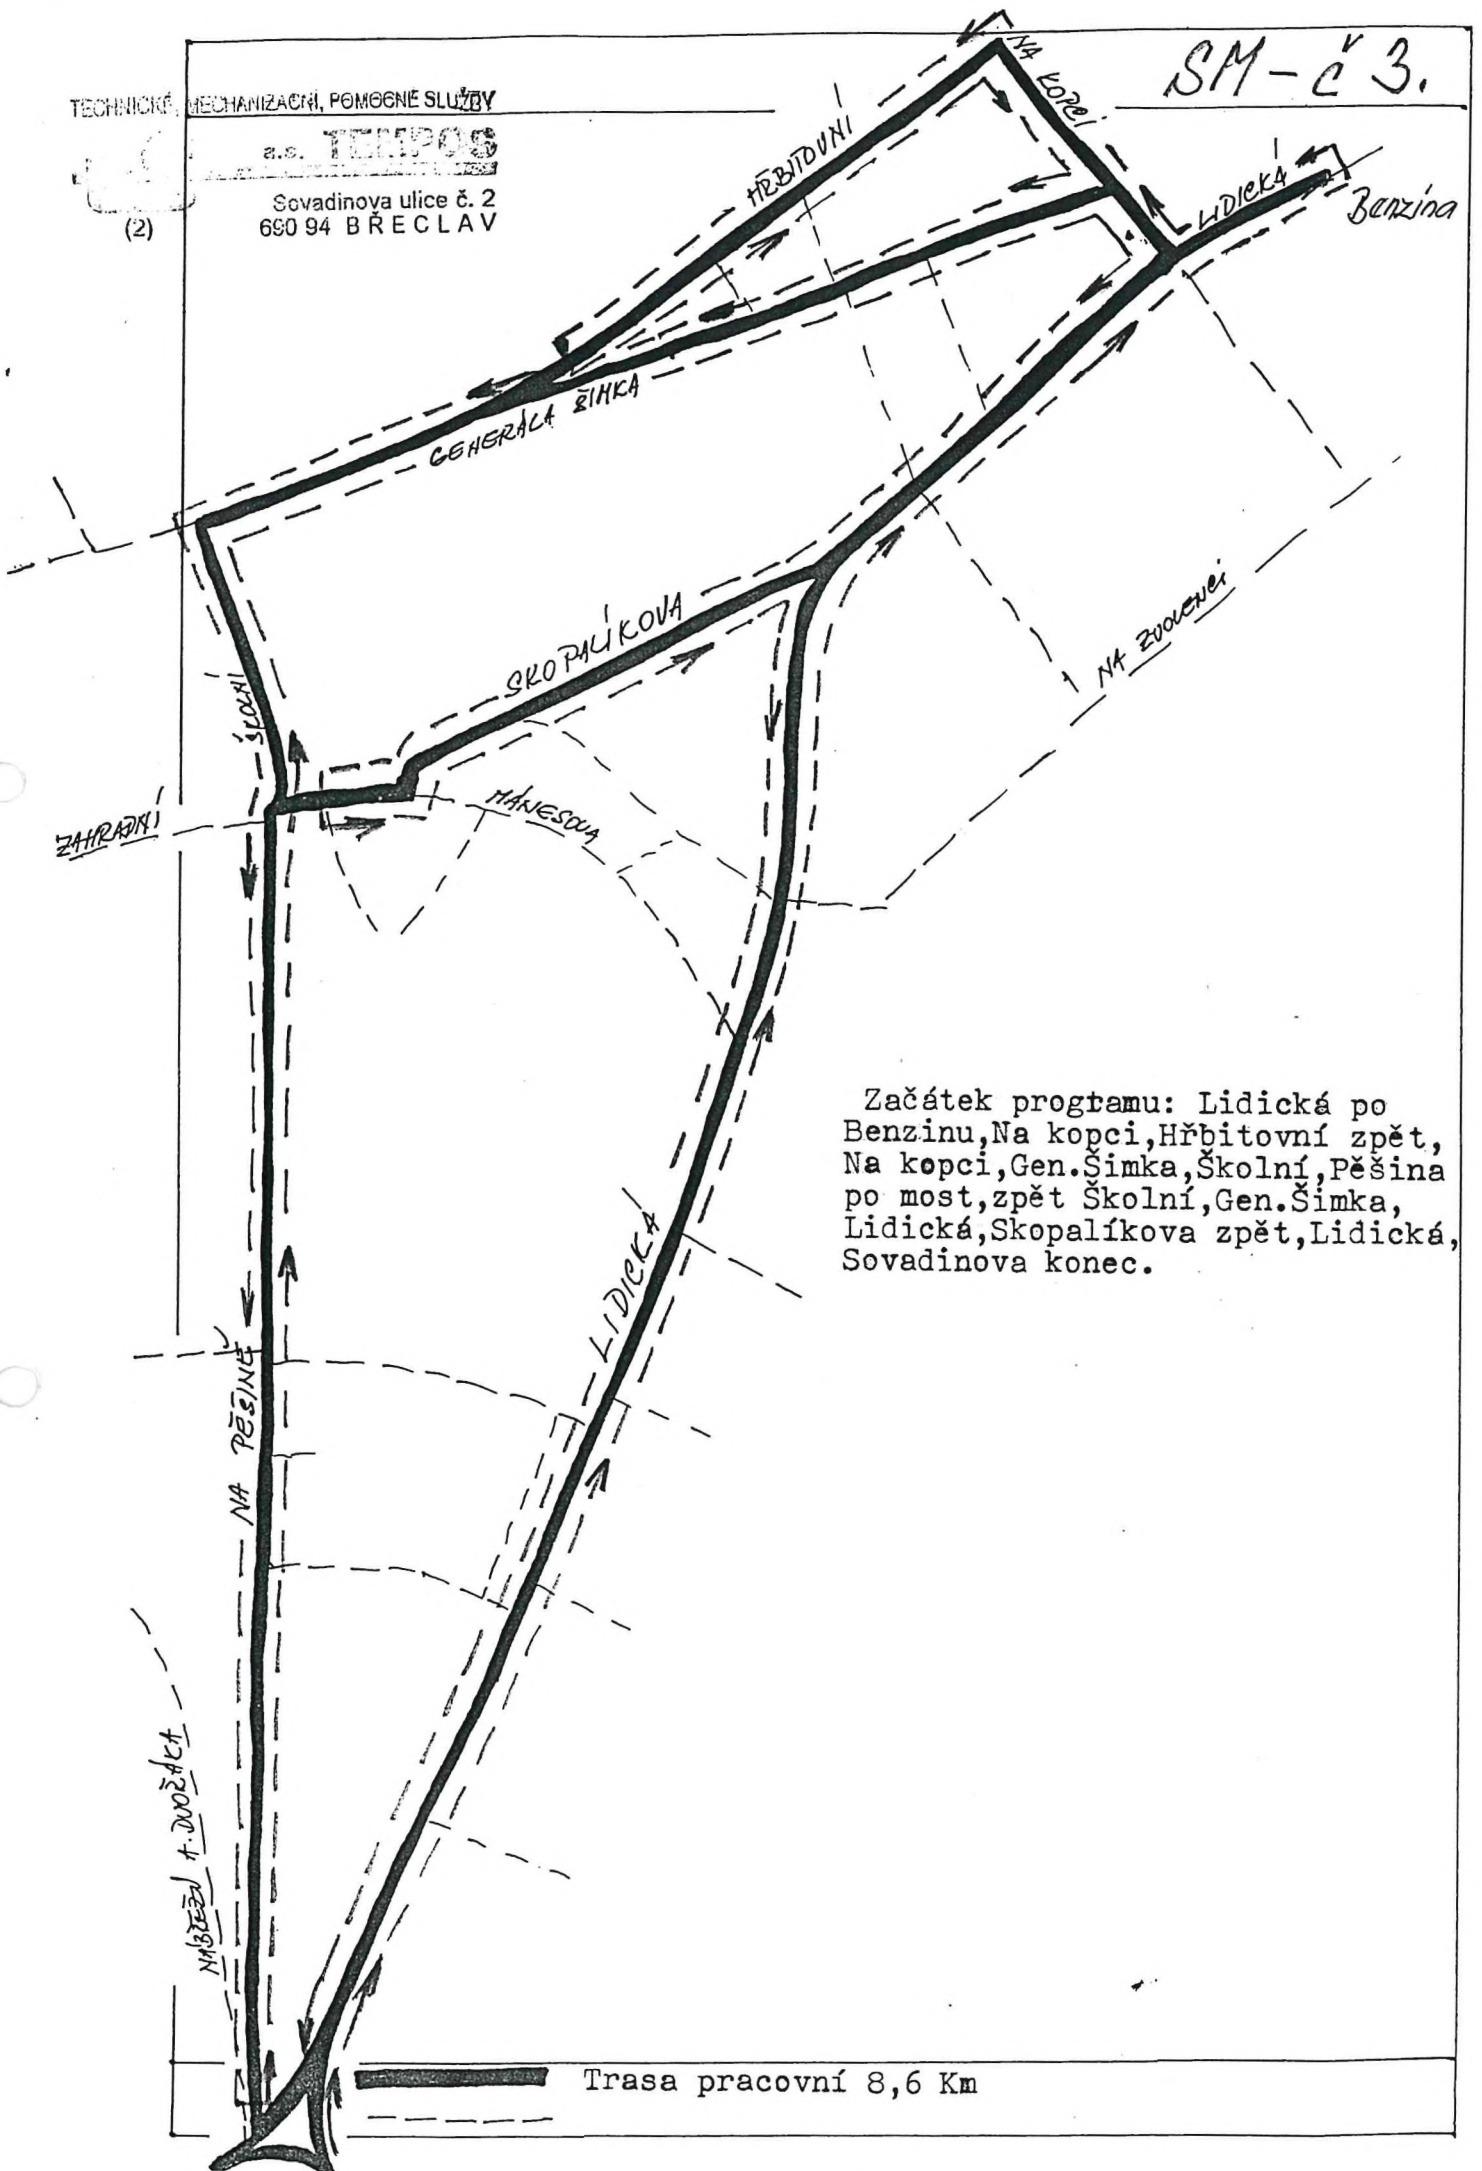 SM - č 3.
TECHNICKÉ, MECHANIZAČNÍ, POMOCNÉ SLUŽBY
a.s. TEMPOS
Sovadinova ulice č. 2
(2) 690 94 BŘECLAV
NA KOPCI
HŘBITOVNÍ
LIDICKÁ
Benzína
GENERÁLA ŠIMKA
SKOPALÍKOVA
NA ZVOLENCI
ŠKOLNÍ
ZAHRADNÍ
MÁNESOVA
Začátek progtamu: Lidická po
Benzinu,Na kopci,Hřbitovní zpět,
Na kopci,Gen.Šimka,Školní,Pěšina
po most,zpět Školní,Gen.Šimka,
Lidická,Skopalíkova zpět,Lidická,
Sovadinova konec.
LIDICKÁ
NA PĚŠINĚ
NÁBŘEŽÍ A. DVOŘÁKA
Trasa pracovní 8,6 Km